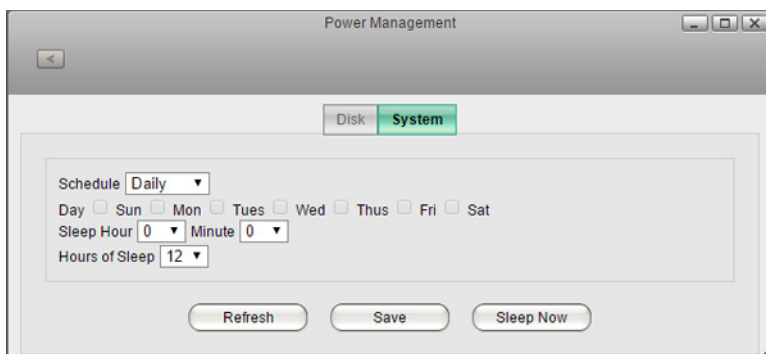 Power Management
<
Disk System
Schedule Daily
Day Sun Mon Tues Wed Thus Fri Sat
Sleep Hour 0 Minute 0
Hours of Sleep 12
Refresh Save Sleep Now